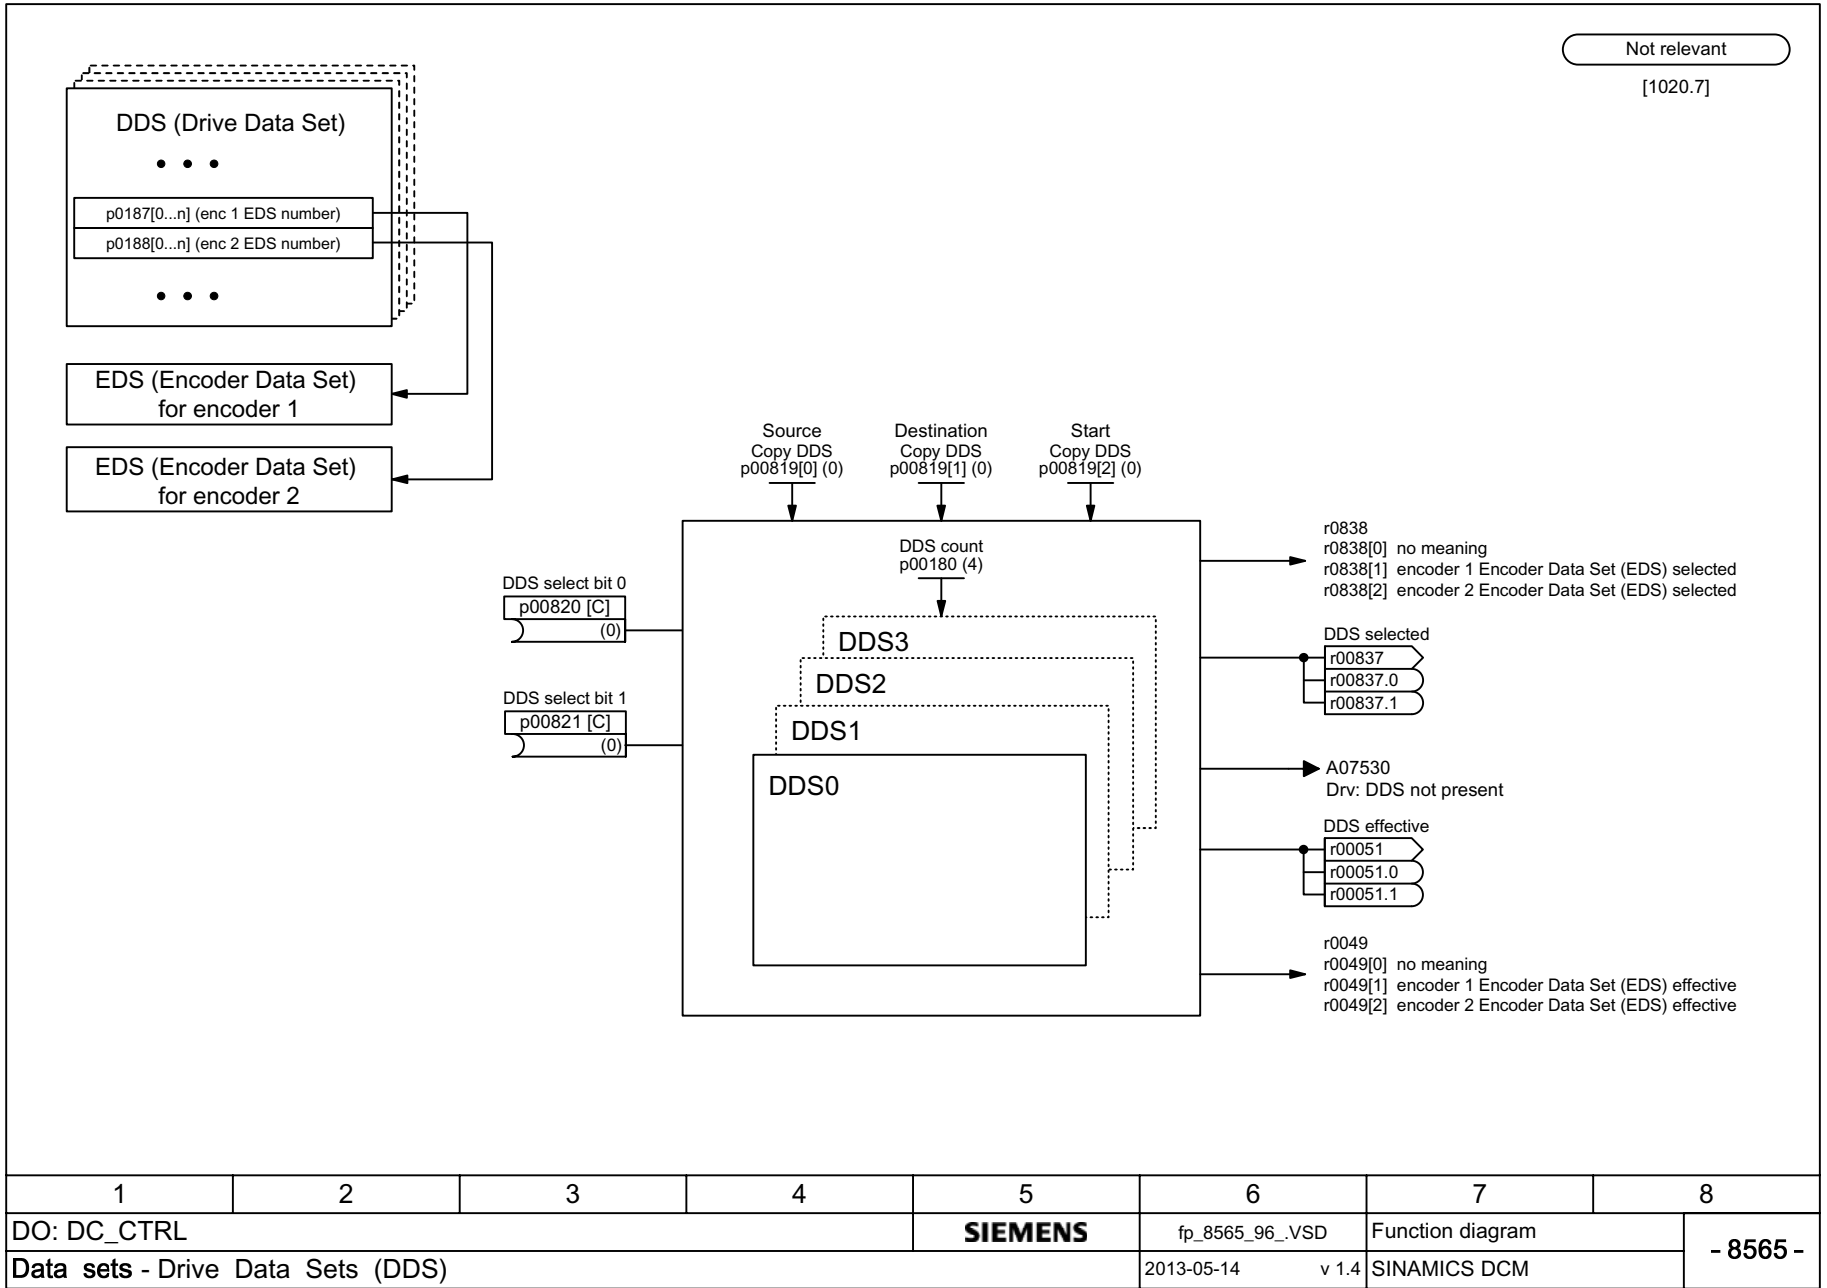 Not relevant
[1020.7]
DDS (Drive Data Set)
• • •
p0187[0...n] (enc 1 EDS number)
p0188[0...n] (enc 2 EDS number)
• • •
EDS (Encoder Data Set)
for encoder 1
EDS (Encoder Data Set)
for encoder 2
Source
Copy DDS
p00819[0] (0)
Destination
Copy DDS
p00819[1] (0)
Start
Copy DDS
p00819[2] (0)
DDS count
p00180 (4)
DDS select bit 0
p00820 [C]
(0)
DDS select bit 1
p00821 [C]
(0)
DDS3
DDS2
DDS1
DDS0
r0838
r0838[0] no meaning
r0838[1] encoder 1 Encoder Data Set (EDS) selected
r0838[2] encoder 2 Encoder Data Set (EDS) selected
DDS selected
r00837
r00837.0
r00837.1
A07530
Drv: DDS not present
DDS effective
r00051
r00051.0
r00051.1
r0049
r0049[0] no meaning
r0049[1] encoder 1 Encoder Data Set (EDS) effective
r0049[2] encoder 2 Encoder Data Set (EDS) effective
1 2 3 4 5 6 7 8
DO: DC_CTRL SIEMENS fp_8565_96_.VSD Function diagram
- 8565 -
Data sets - Drive Data Sets (DDS) 2013-05-14 v 1.4 SINAMICS DCM